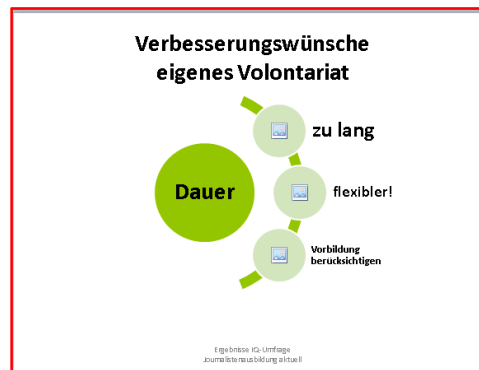 Verbesserungswünsche
eigenes Volontariat
zu lang
Dauer
flexibler!
Vorbildung
berücksichtigen
Ergebnisse IQ-Umfrage
Journalistenausbildung aktuell